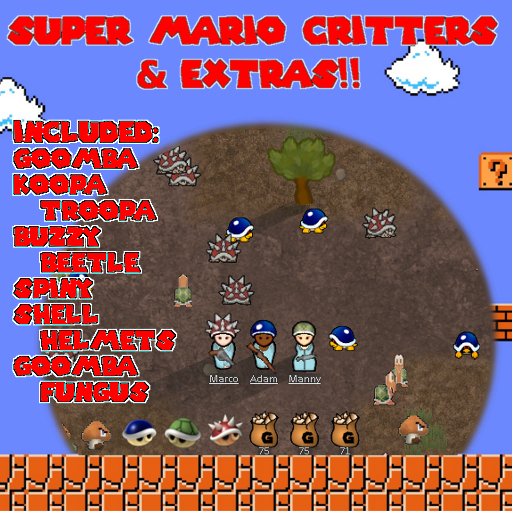 SUPER MARIO CRITTERS
& EXTRAS!!
INCLUDED:
GOOMBA
KOOPA
TROOPA
BUZZY
BEETLE
SPINY
SHELL
HELMETS
GOOMBA
FUNGUS
?
Marco Adam Manny
G G G
75 75 71